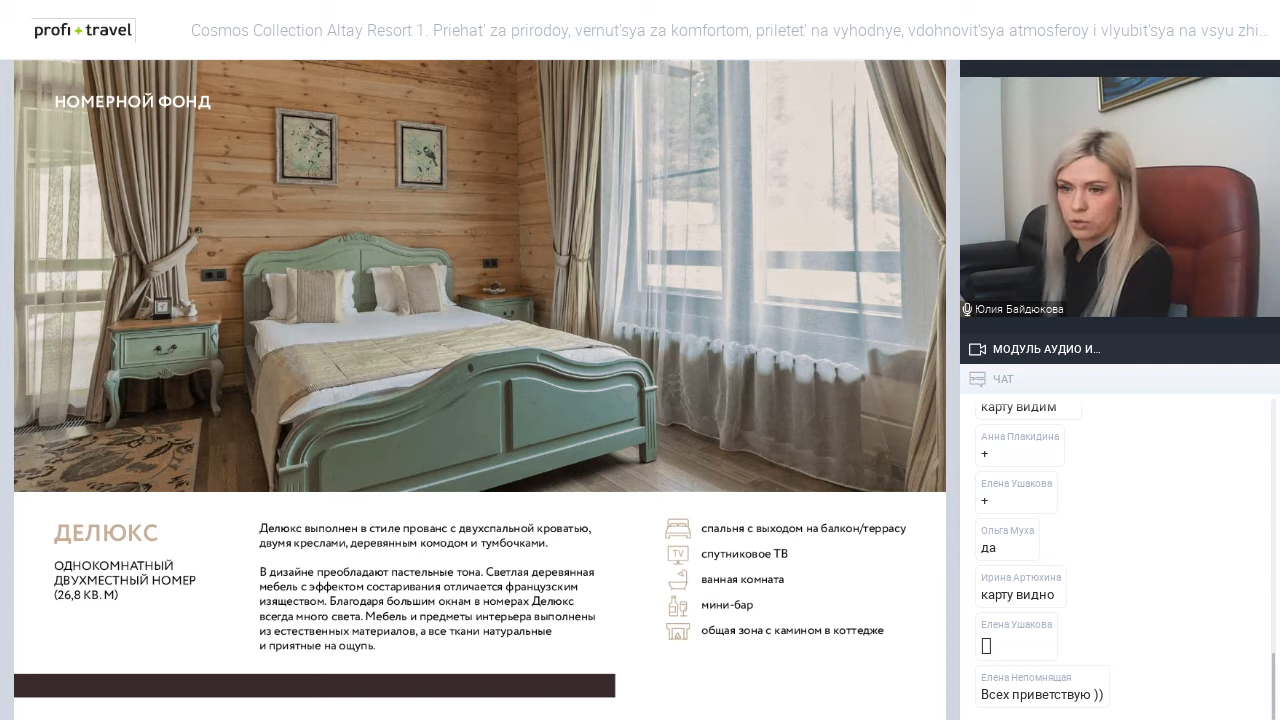 profi + travel
Cosmos Collection Altay Resort 1. Priehat' za prirodoy, vernut'sya za komfortom, priletet' na vyhodnye, vdohnovit'sya atmosferoy i vlyubit'sya na vsyu zhi...
НОМЕРНОЙ ФОНД
ДЕЛЮКС
ОДНОКОМНАТНЫЙ
ДВУХМЕСТНЫЙ НОМЕР
(26,8 КВ. М)
Делюкс выполнен в стиле прованс с двухспальной кроватью,
двумя креслами, деревянным комодом и тумбочками.
В дизайне преобладают пастельные тона. Светлая деревянная
мебель с эффектом состаривания отличается французским
изяществом. Благодаря большим окнам в номерах Делюкс
всегда много света. Мебель и предметы интерьера выполнены
из естественных материалов, а все ткани натуральные
и приятные на ощупь.
спальня с выходом на балкон/террасу
TV
спутниковое ТВ
ванная комната
мини-бар
общая зона с камином в коттедже
Юлия Байдюкова
МОДУЛЬ АУДИО И...
ЧАТ
карту видим
Анна Плакидина
+
Елена Ушакова
+
Ольга Муха
да
Ирина Артюхина
карту видно
Елена Ушакова
Елена Непомнящая
Всех приветствую ))